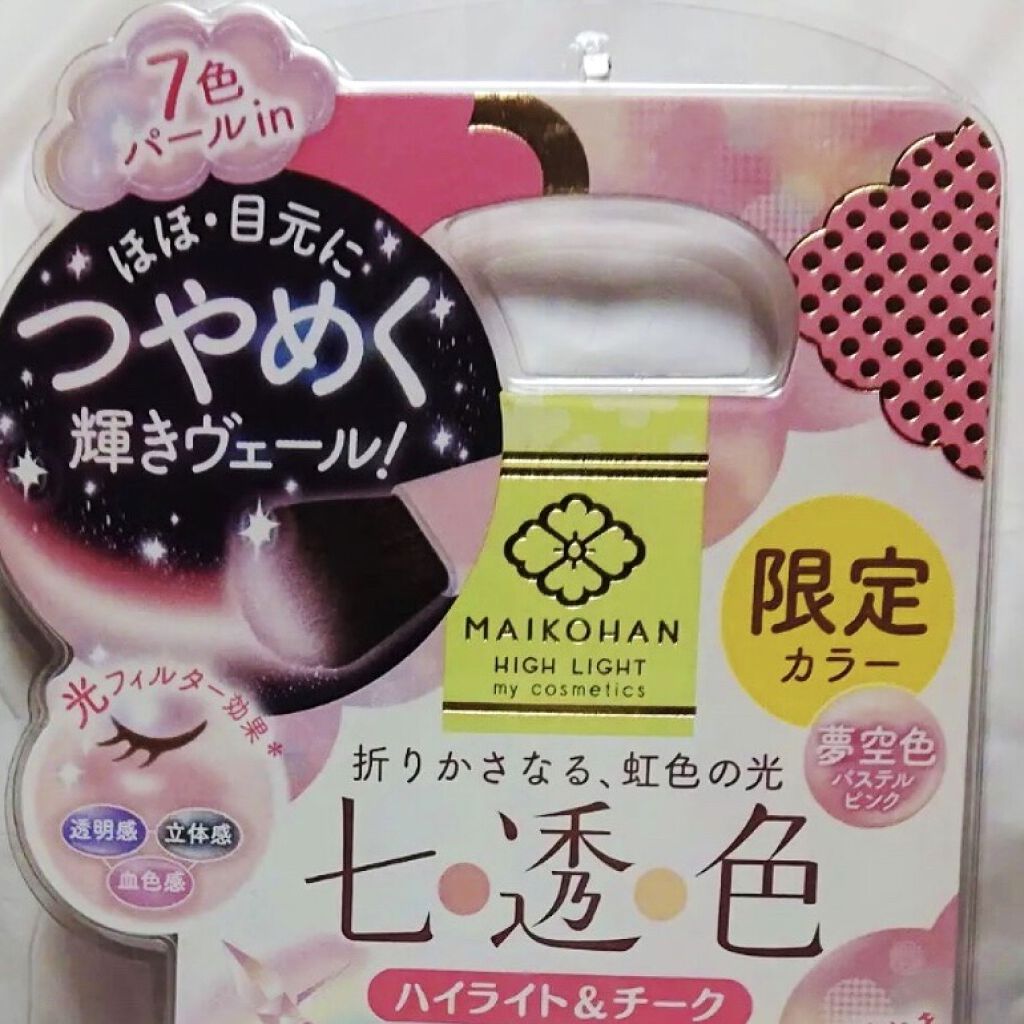 7色
パールin
ほほ・目元に
つやめく
輝きヴェール!
MAIKOHAN
HIGH LIGHT
my cosmetics
限定
カラー
夢空色
パステル
ピンク
光フィルター効果*
透明感
立体感
血色感
折りかさなる、虹色の光
七・透・色
ハイライト&チーク